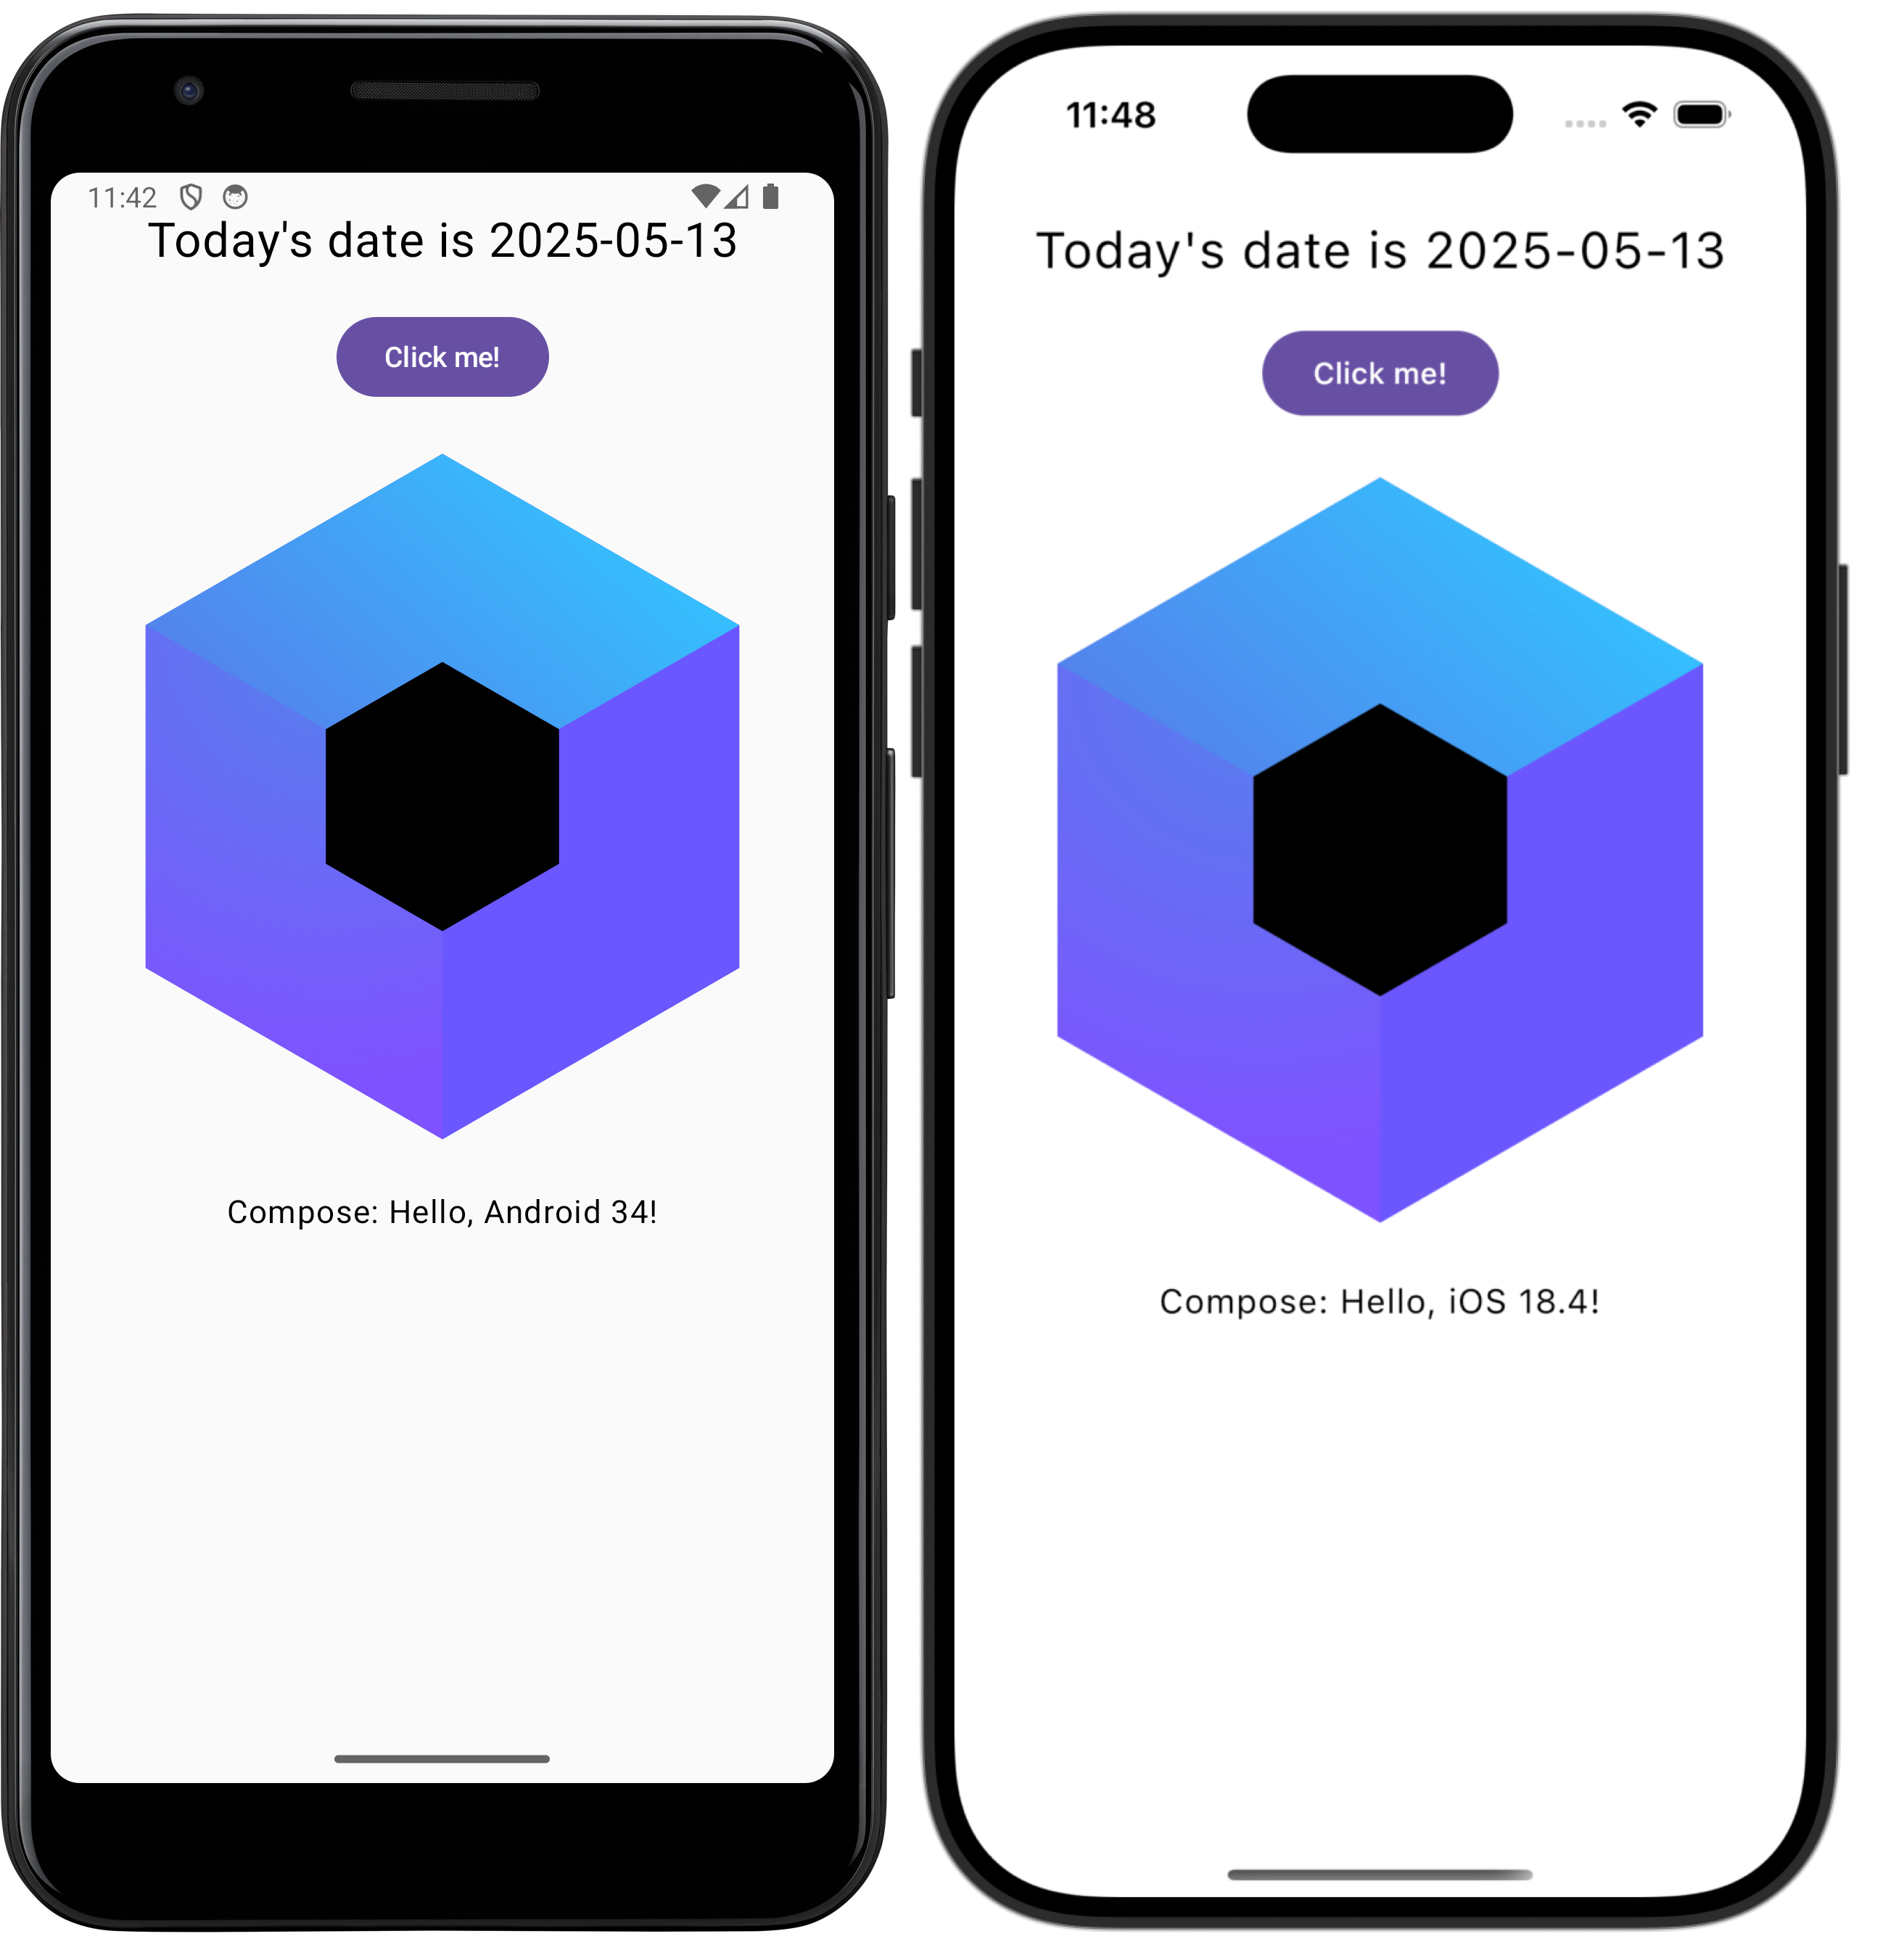 11:42
Today's date is 2025-05-13
Click me!
Compose: Hello, Android 34!
11:48
Today's date is 2025-05-13
Click me!
Compose: Hello, iOS 18.4!